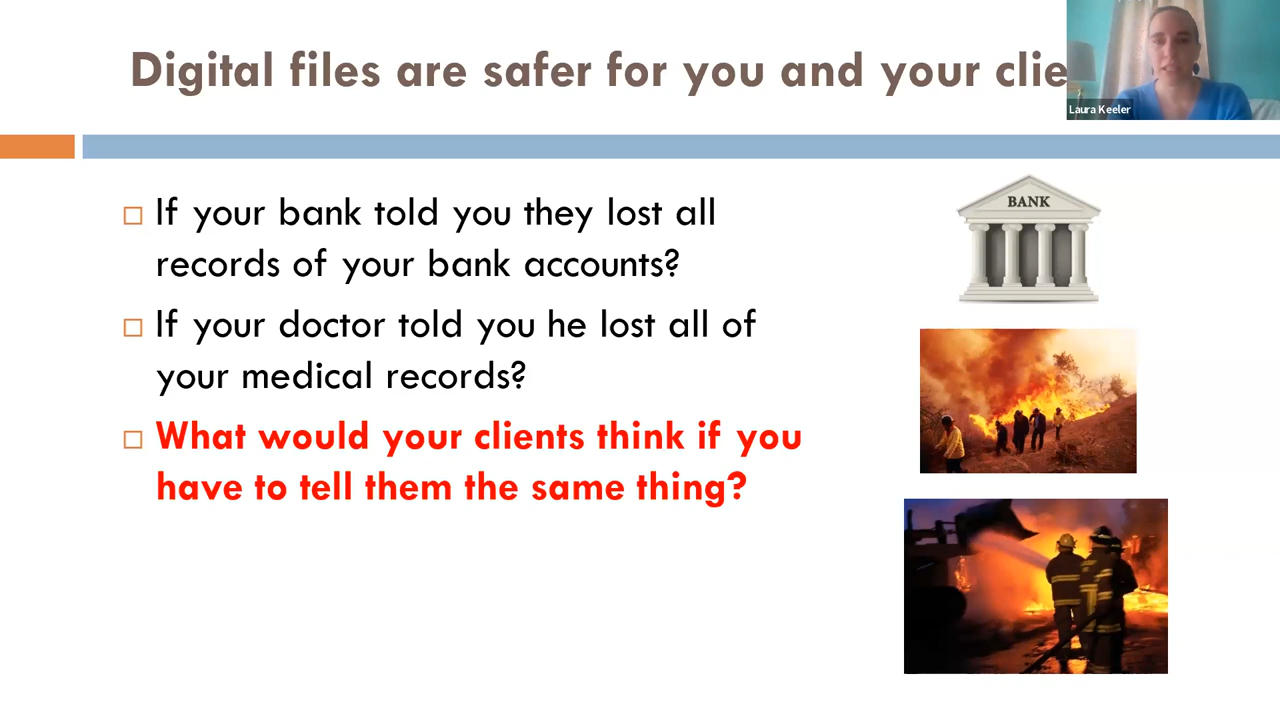 Digital files are safer for you and your clie
Laura Keeler
If your bank told you they lost all
records of your bank accounts?
BANK
If your doctor told you he lost all of
your medical records?
What would your clients think if you
have to tell them the same thing?